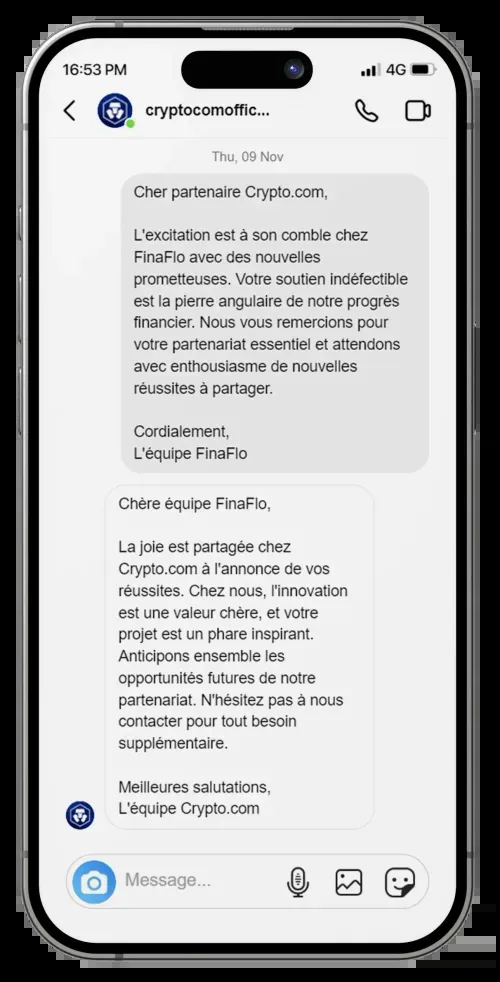 16:53 PM
4G
cryptocomoffic...
Thu, 09 Nov
Cher partenaire Crypto.com,
L'excitation est à son comble chez
FinaFlo avec des nouvelles
prometteuses. Votre soutien indéfectible
est la pierre angulaire de notre progrès
financier. Nous vous remercions pour
votre partenariat essentiel et attendons
avec enthousiasme de nouvelles
réussites à partager.
Cordialement,
L'équipe FinaFlo
Chère équipe FinaFlo,
La joie est partagée chez
Crypto.com à l'annonce de vos
réussites. Chez nous, l'innovation
est une valeur chère, et votre
projet est un phare inspirant.
Anticipons ensemble les
opportunités futures de notre
partenariat. N'hésitez pas à nous
contacter pour tout besoin
supplémentaire.
Meilleures salutations,
L'équipe Crypto.com
Message...